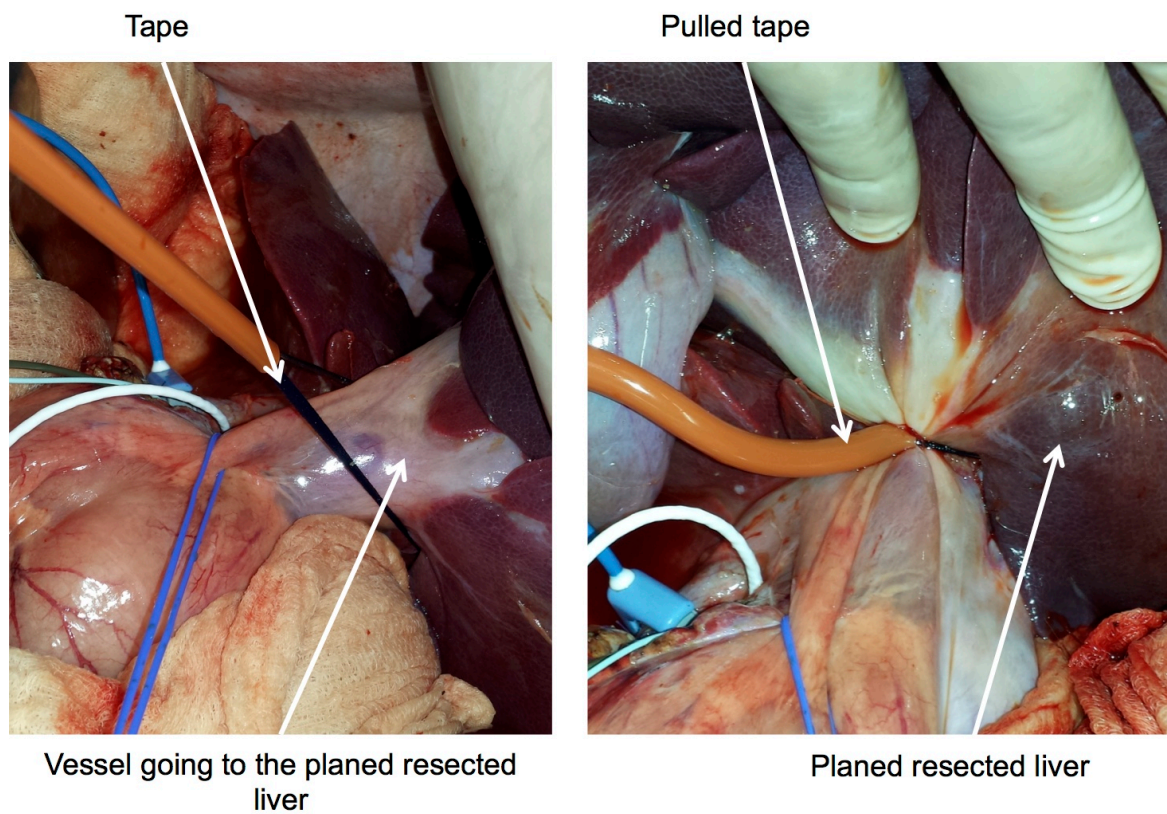 Tape
Pulled tape
Vessel going to the planed resected
liver
Planed resected liver